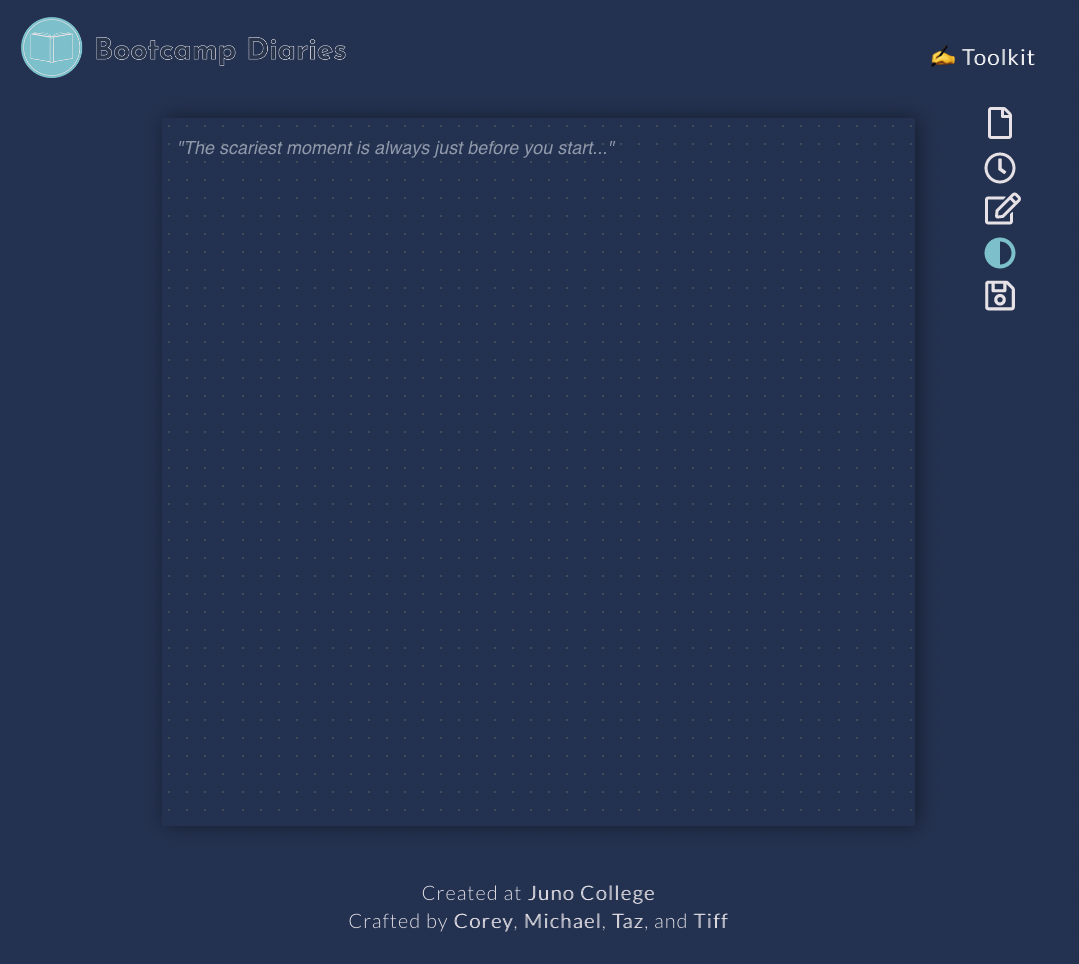 Bootcamp Diaries
✍️ Toolkit
"The scariest moment is always just before you start..."
Created at Juno College
Crafted by Corey, Michael, Taz, and Tiff